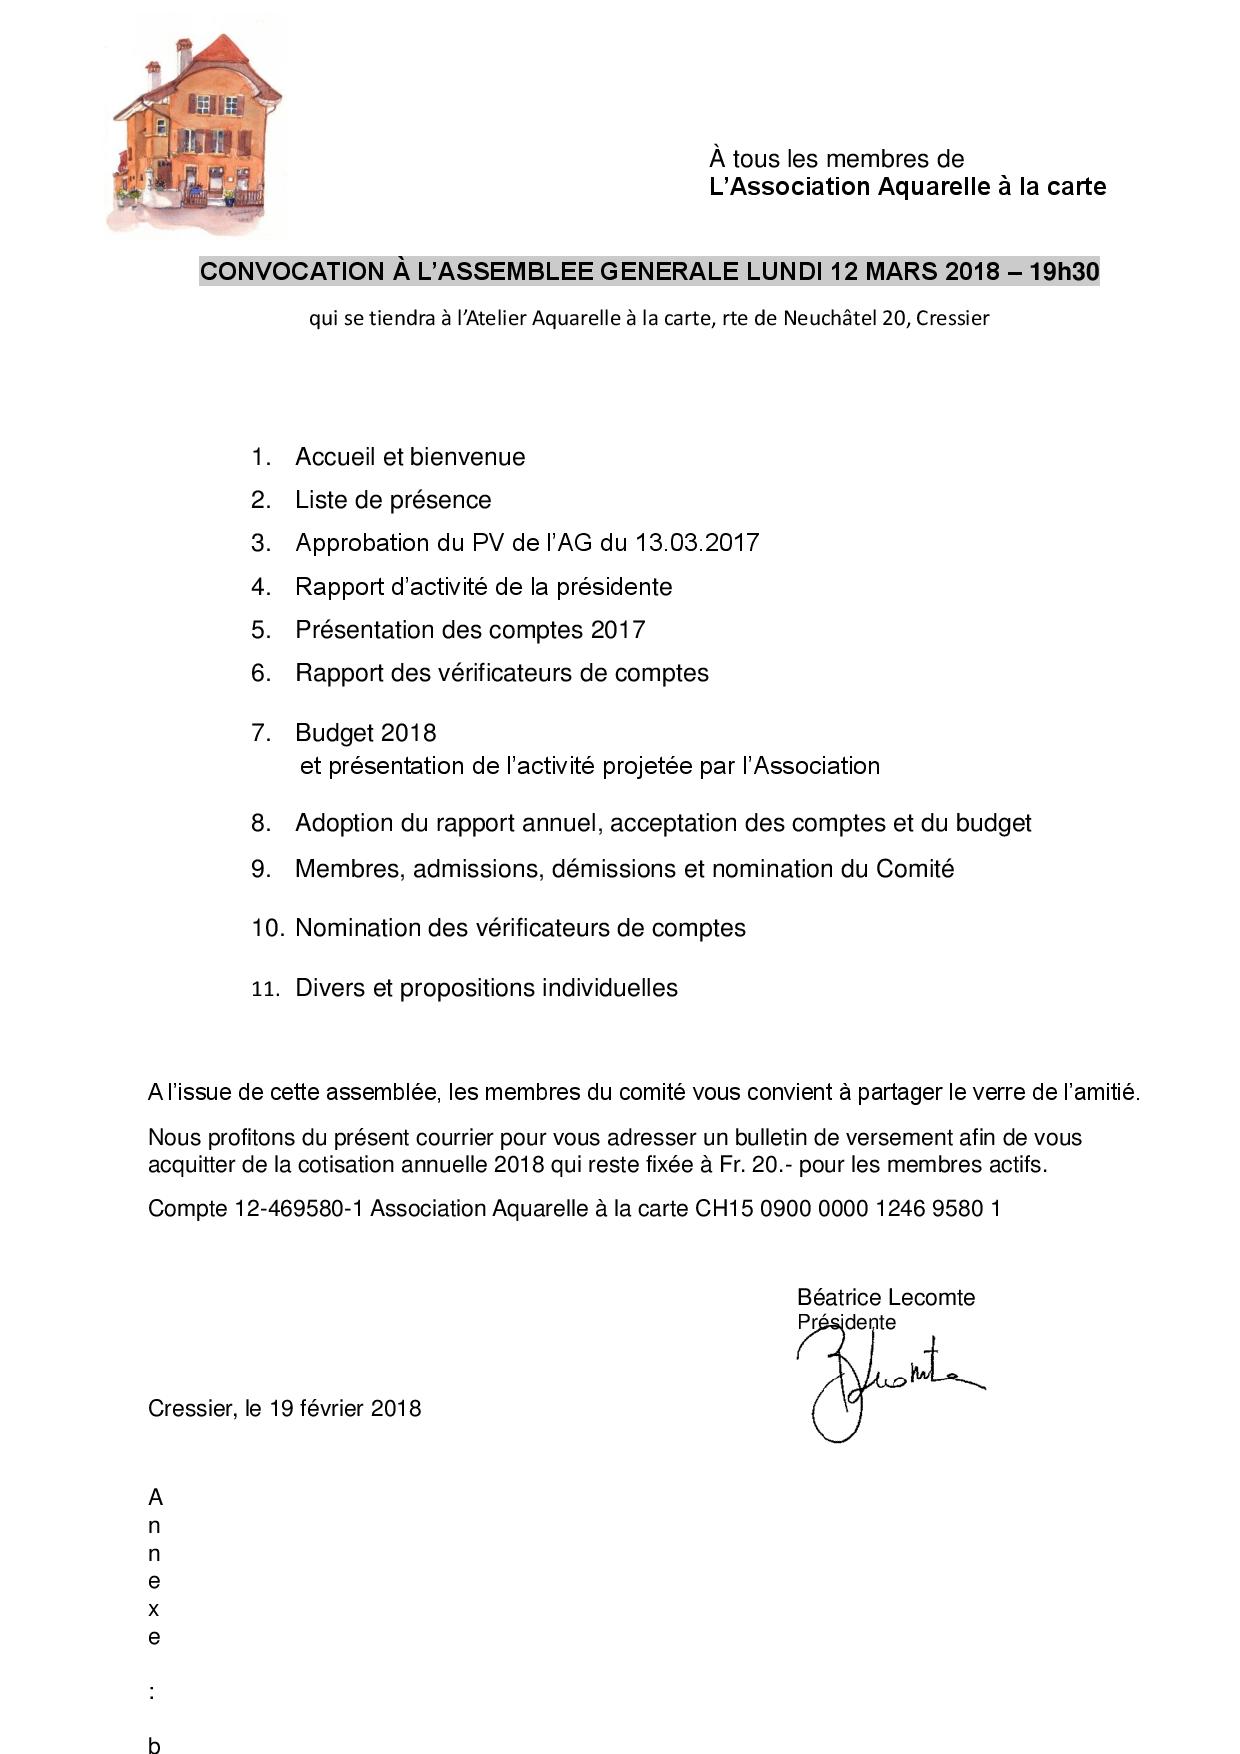 À tous les membres de
L’Association Aquarelle à la carte
CONVOCATION À L’ASSEMBLEE GENERALE LUNDI 12 MARS 2018 – 19h30
qui se tiendra à l’Atelier Aquarelle à la carte, rte de Neuchâtel 20, Cressier
1. Accueil et bienvenue
2. Liste de présence
3. Approbation du PV de l’AG du 13.03.2017
4. Rapport d’activité de la présidente
5. Présentation des comptes 2017
6. Rapport des vérificateurs de comptes
7. Budget 2018
et présentation de l’activité projetée par l’Association
8. Adoption du rapport annuel, acceptation des comptes et du budget
9. Membres, admissions, démissions et nomination du Comité
10. Nomination des vérificateurs de comptes
11. Divers et propositions individuelles
A l’issue de cette assemblée, les membres du comité vous convient à partager le verre de l’amitié.
Nous profitons du présent courrier pour vous adresser un bulletin de versement afin de vous
acquitter de la cotisation annuelle 2018 qui reste fixée à Fr. 20.- pour les membres actifs.
Compte 12-469580-1 Association Aquarelle à la carte CH15 0900 0000 1246 9580 1
Béatrice Lecomte
Présidente
BLecomte
Cressier, le 19 février 2018
A
n
n
e
x
e
:
b